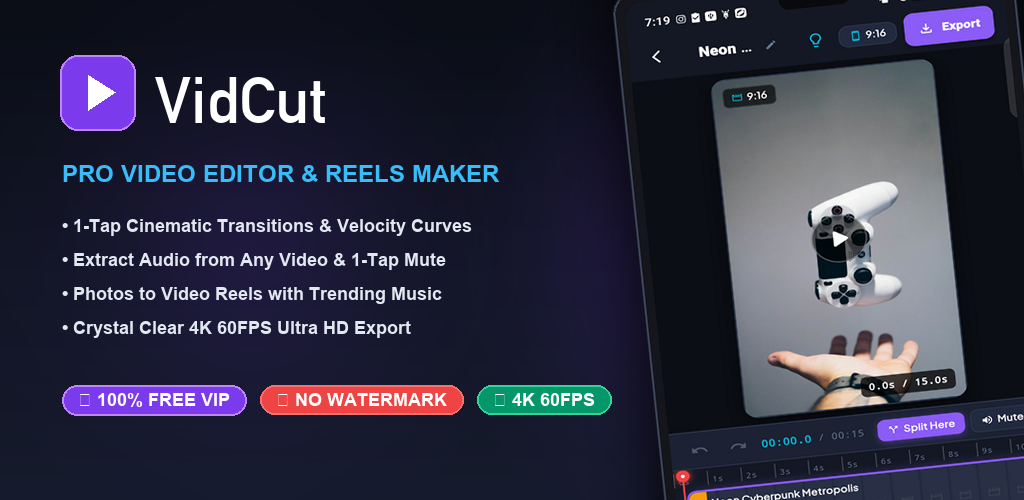 VidCut
PRO VIDEO EDITOR & REELS MAKER
• 1-Tap Cinematic Transitions & Velocity Curves
• Extract Audio from Any Video & 1-Tap Mute
• Photos to Video Reels with Trending Music
• Crystal Clear 4K 60FPS Ultra HD Export
100% FREE VIP
NO WATERMARK
4K 60FPS
7:19
Neon ...
9:16
Export
9:16
0.0s / 15.0s
00:00.0 / 00:15
Split Here
Mute
1s 2s 3s 4s 5s 6s 7s 8s 9s
Neon Cyberpunk Metropolis